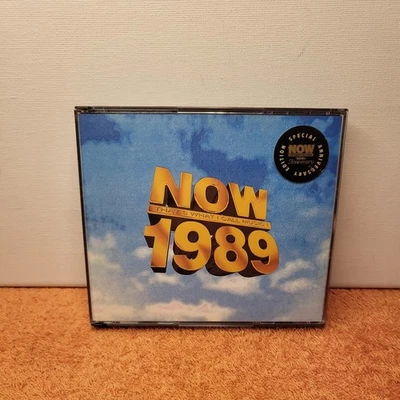 SPECIAL
NOW
ANNIVERSARY EDITION
NOW
THAT'S WHAT I CALL MUSIC!
1989